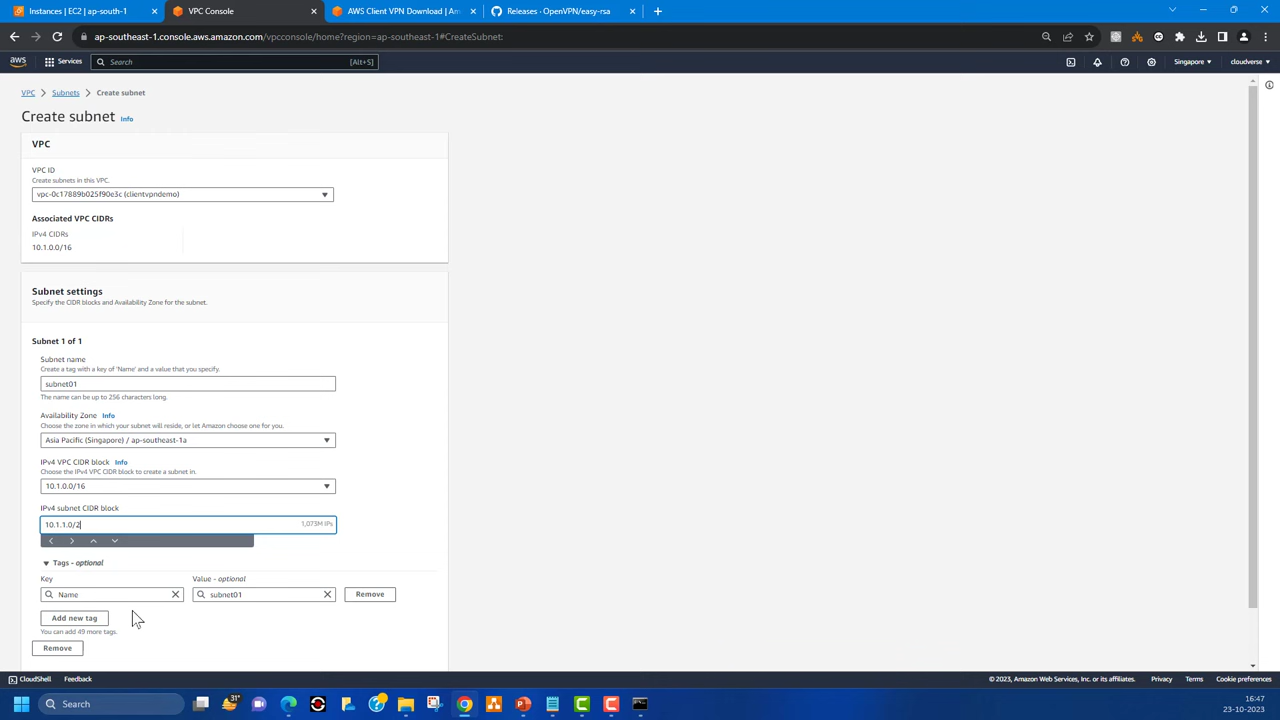 Instances | EC2 | ap-south-1
VPC Console
AWS Client VPN Download | Am
Releases · OpenVPN/easy-rsa
ap-southeast-1.console.aws.amazon.com/vpcconsole/home?region=ap-southeast-1#CreateSubnet:
aws
Services
Search
[Alt+S]
Singapore
cloudverse
VPC
Subnets
Create subnet
Create subnet
Info
VPC
VPC ID
Create subnets in this VPC.
vpc-0c17889b025f90e3c (clientvpndemo)
Associated VPC CIDRs
IPv4 CIDRs
10.1.0.0/16
Subnet settings
Specify the CIDR blocks and Availability Zone for the subnet.
Subnet 1 of 1
Subnet name
Create a tag with a key of 'Name' and a value that you specify.
subnet01
The name can be up to 256 characters long.
Availability Zone Info
Choose the zone in which your subnet will reside, or let Amazon choose one for you.
Asia Pacific (Singapore) / ap-southeast-1a
IPv4 VPC CIDR block Info
Choose the IPv4 VPC CIDR block to create a subnet in.
10.1.0.0/16
IPv4 subnet CIDR block
10.1.1.0/2
1,073M IPs
Tags - optional
Key
Value - optional
Name
subnet01
Remove
Add new tag
You can add 49 more tags.
Remove
CloudShell
Feedback
© 2023, Amazon Web Services, Inc. or its affiliates.
Privacy
Terms
Cookie preferences
Search
31°
16:47
23-10-2023